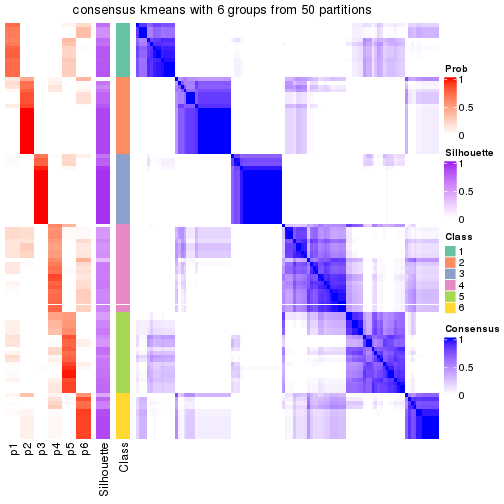 consensus kmeans with 6 groups from 50 partitions
Prob
1
0.5
0
Silhouette
1
0.5
0
Class
1
2
3
4
5
6
Consensus
1
0.5
0
p1
p2
p3
p4
p5
p6
Silhouette
Class